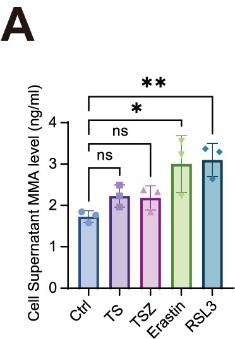 A
**
*
ns
ns
Cell Supernatant MMA level (ng/ml)
4
3
2
1
0
Ctrl
TS
TSZ
Erastin
RSL3